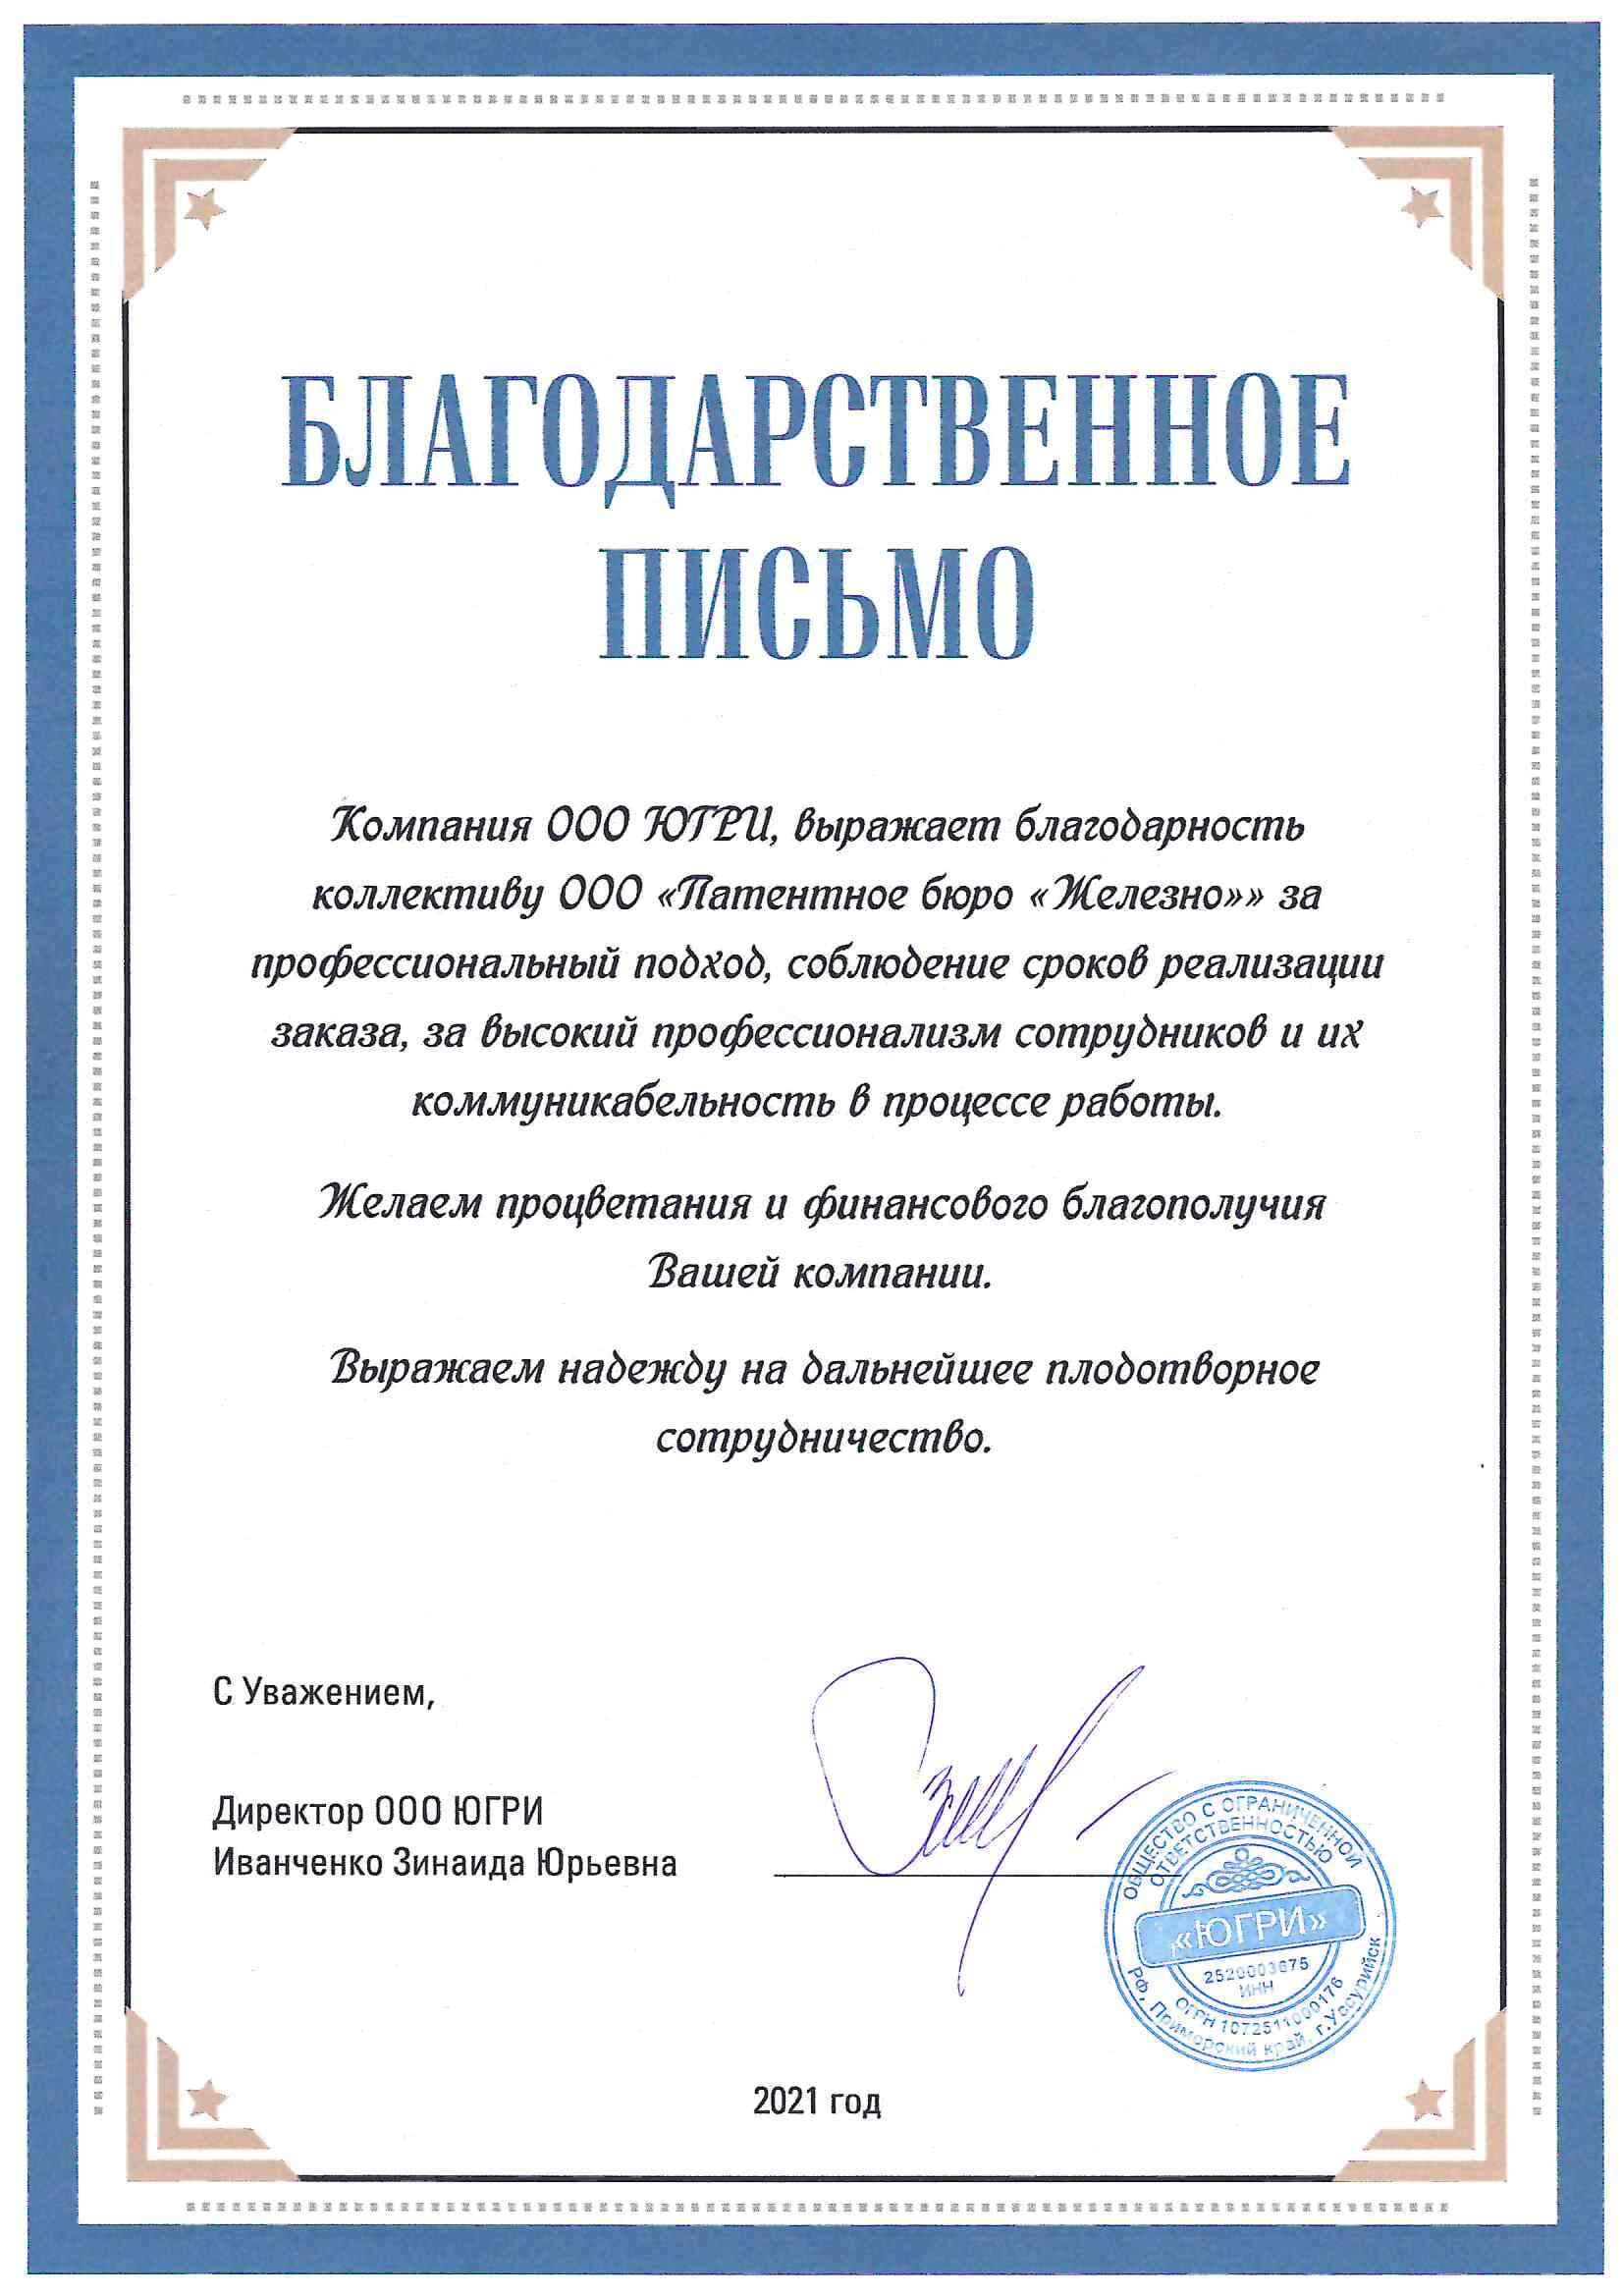 БЛАГОДАРСТВЕННОЕ
ПИСЬМО
Компания ООО ЮГРИ, выражает благодарность
коллективу ООО «Патентное бюро «Железно»» за
профессиональный подход, соблюдение сроков реализации
заказа, за высокий профессионализм сотрудников и их
коммуникабельность в процессе работы.
Желаем процветания и финансового благополучия
Вашей компании.
Выражаем надежду на дальнейшее плодотворное
сотрудничество.
С Уважением,
Директор ООО ЮГРИ
Иванченко Зинаида Юрьевна
ОБЩЕСТВО С ОГРАНИЧЕННОЙ
ОТВЕТСТВЕННОСТЬЮ
«ЮГРИ»
2520003675
ИНН
ОГРН 1072511000176
РФ, Приморский край, г.Уссурийск
2021 год